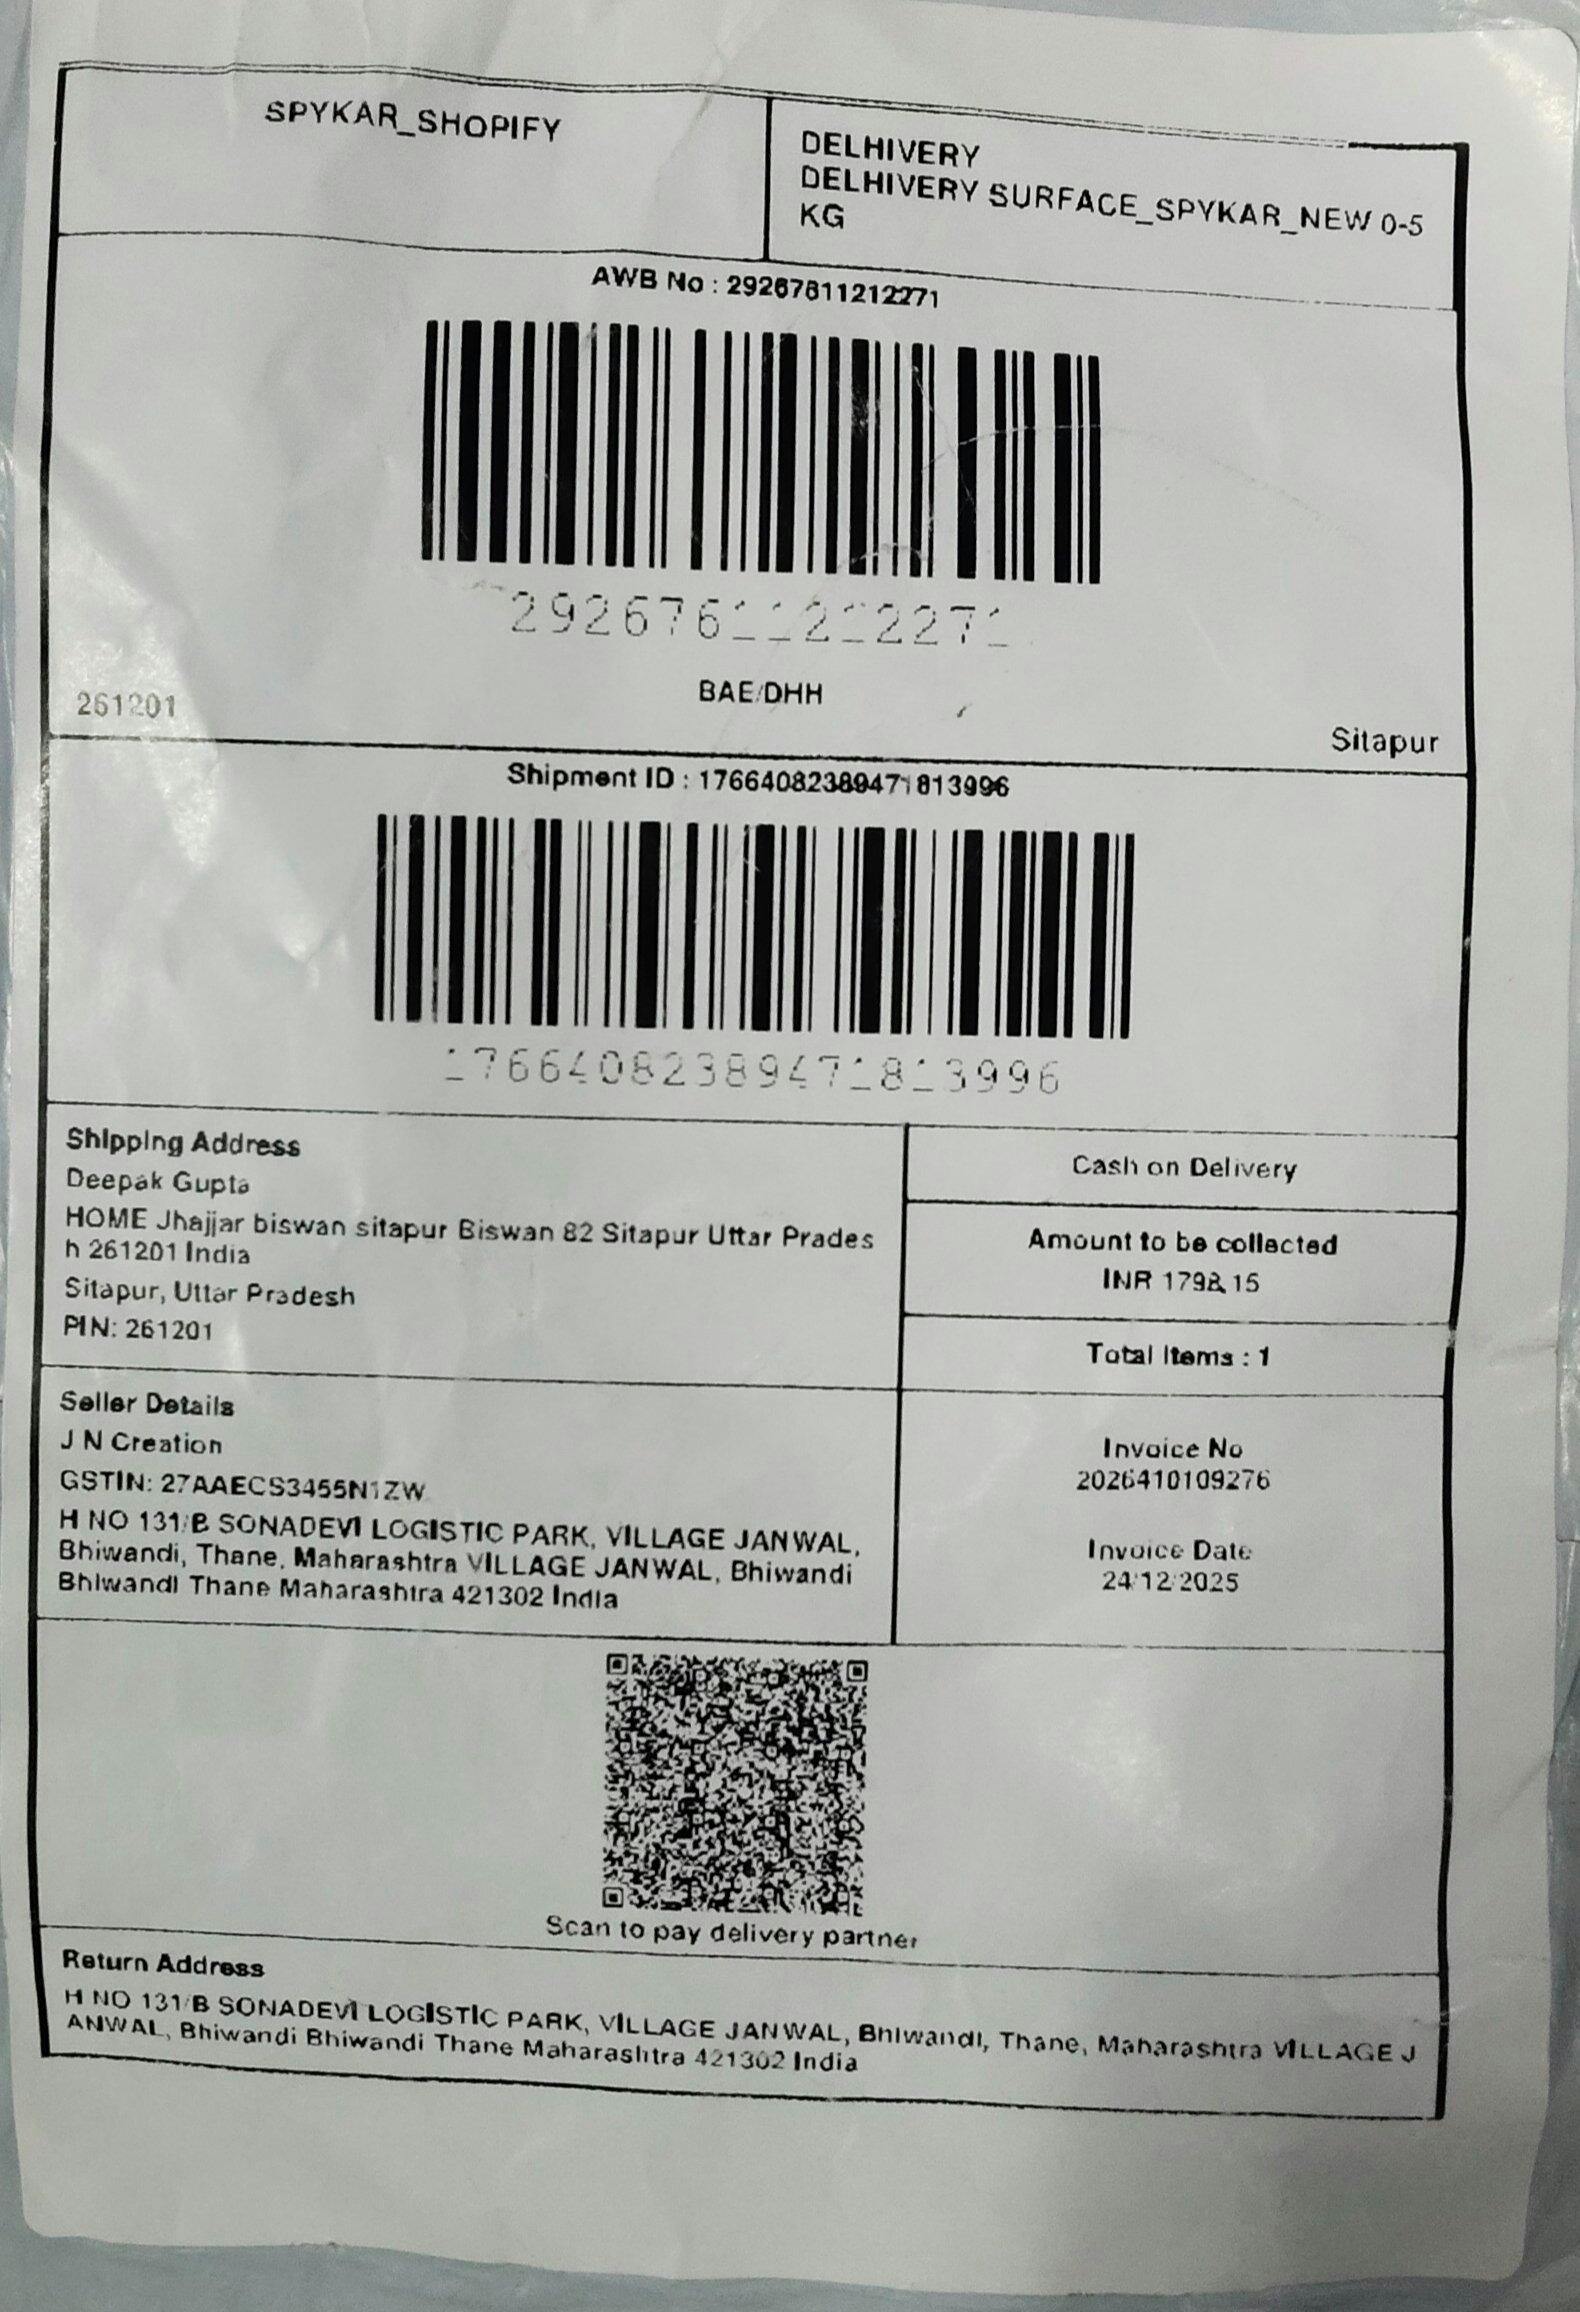 SPYKAR_SHOPIFY
DELHIVERY
DELHIVERY SURFACE_SPYKAR_NEW 0-5
KG
AWB No : 29267611212271
29267611212271
BAE/DHH
261201
Sitapur
Shipment ID : 17664082389471813996
17664082389471813996
Shipping Address
Deepak Gupta
HOME Jhajjar biswan sitapur Biswan 82 Sitapur Uttar Prades
h 261201 India
Sitapur, Uttar Pradesh
PIN: 261201
Cash on Delivery
Amount to be collected
INR 1798.15
Total Items : 1
Seller Details
J N Creation
GSTIN: 27AAECS3455N1ZW
H NO 131/B SONADEVI LOGISTIC PARK, VILLAGE JANWAL,
Bhiwandi, Thane, Maharashtra VILLAGE JANWAL, Bhiwandi
Bhiwandi Thane Maharashtra 421302 India
Invoice No
2026410109276
Invoice Date
24/12/2025
Scan to pay delivery partner
Return Address
H NO 131/B SONADEVI LOGISTIC PARK, VILLAGE JANWAL, Bhiwandi, Thane, Maharashtra VILLAGE J
ANWAL, Bhiwandi Bhiwandi Thane Maharashtra 421302 India